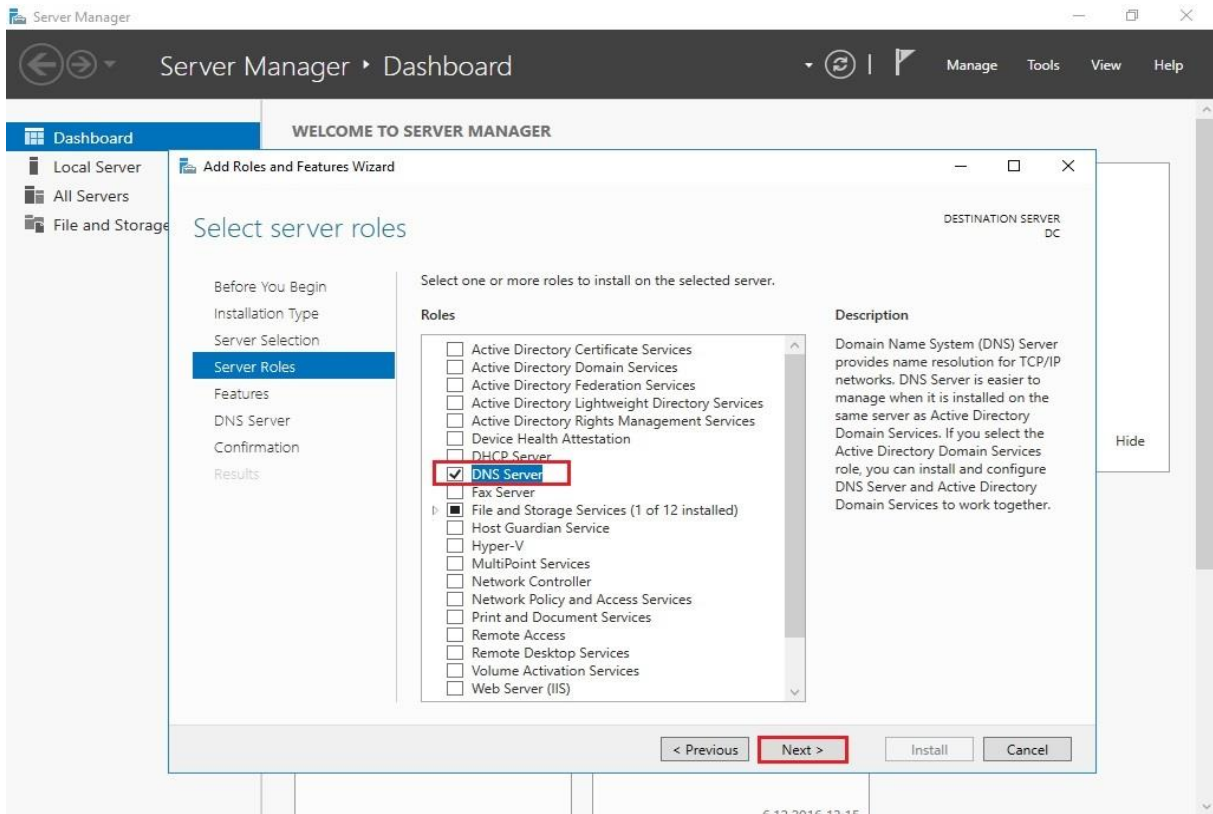 Server Manager
Server Manager ‣ Dashboard
Manage Tools View Help
Dashboard
Local Server
All Servers
File and Storage
WELCOME TO SERVER MANAGER
Add Roles and Features Wizard
Select server roles
DESTINATION SERVER
DC
Before You Begin
Installation Type
Server Selection
Server Roles
Features
DNS Server
Confirmation
Results
Select one or more roles to install on the selected server.
Roles
Active Directory Certificate Services
Active Directory Domain Services
Active Directory Federation Services
Active Directory Lightweight Directory Services
Active Directory Rights Management Services
Device Health Attestation
DHCP Server
DNS Server
Fax Server
File and Storage Services (1 of 12 installed)
Host Guardian Service
Hyper-V
MultiPoint Services
Network Controller
Network Policy and Access Services
Print and Document Services
Remote Access
Remote Desktop Services
Volume Activation Services
Web Server (IIS)
Description
Domain Name System (DNS) Server
provides name resolution for TCP/IP
networks. DNS Server is easier to
manage when it is installed on the
same server as Active Directory
Domain Services. If you select the
Active Directory Domain Services
role, you can install and configure
DNS Server and Active Directory
Domain Services to work together.
Hide
< Previous Next > Install Cancel